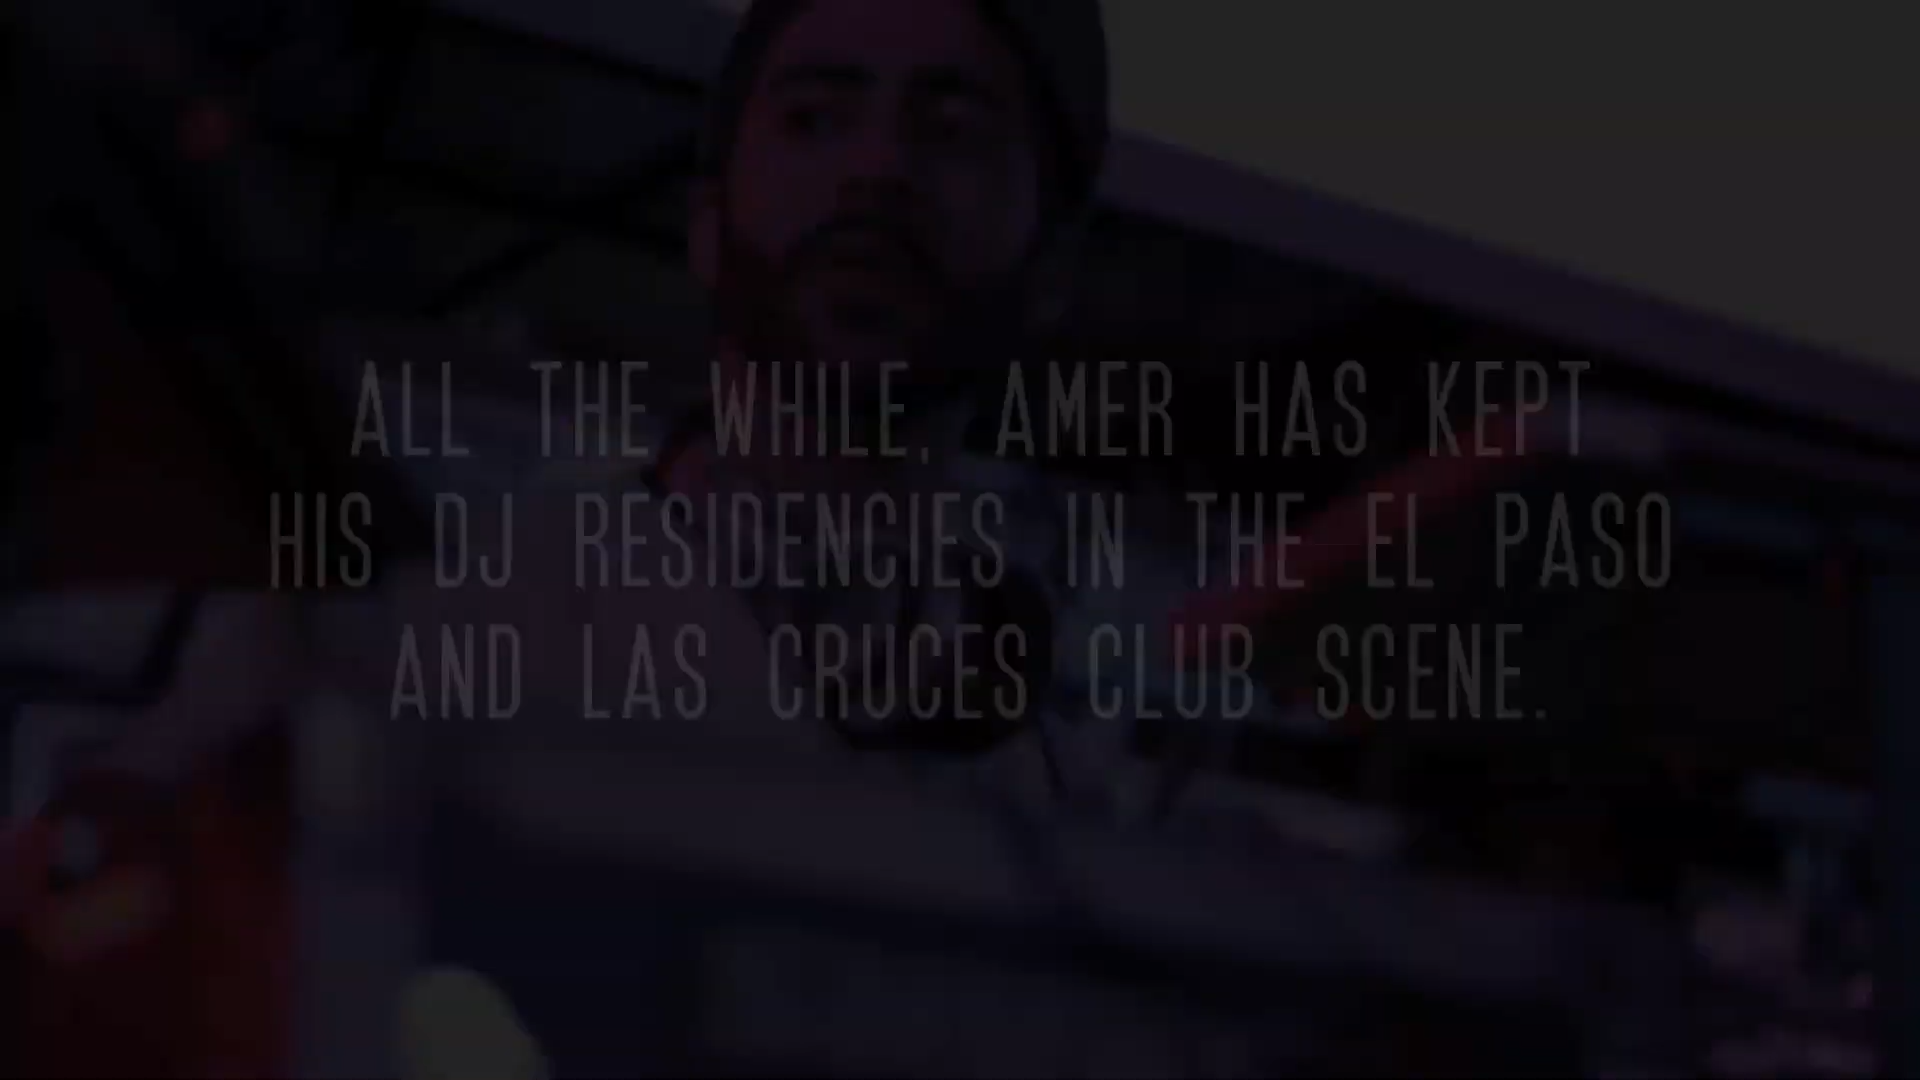 ALL THE WHILE, AMER HAS KEPT
HIS DJ RESIDENCIES IN THE EL PASO
AND LAS CRUCES CLUB SCENE.